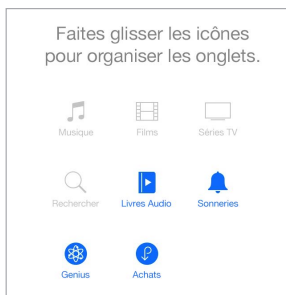 Faites glisser les icônes
pour organiser les onglets.
Musique Films Séries TV
Rechercher Livres Audio Sonneries
Genius Achats